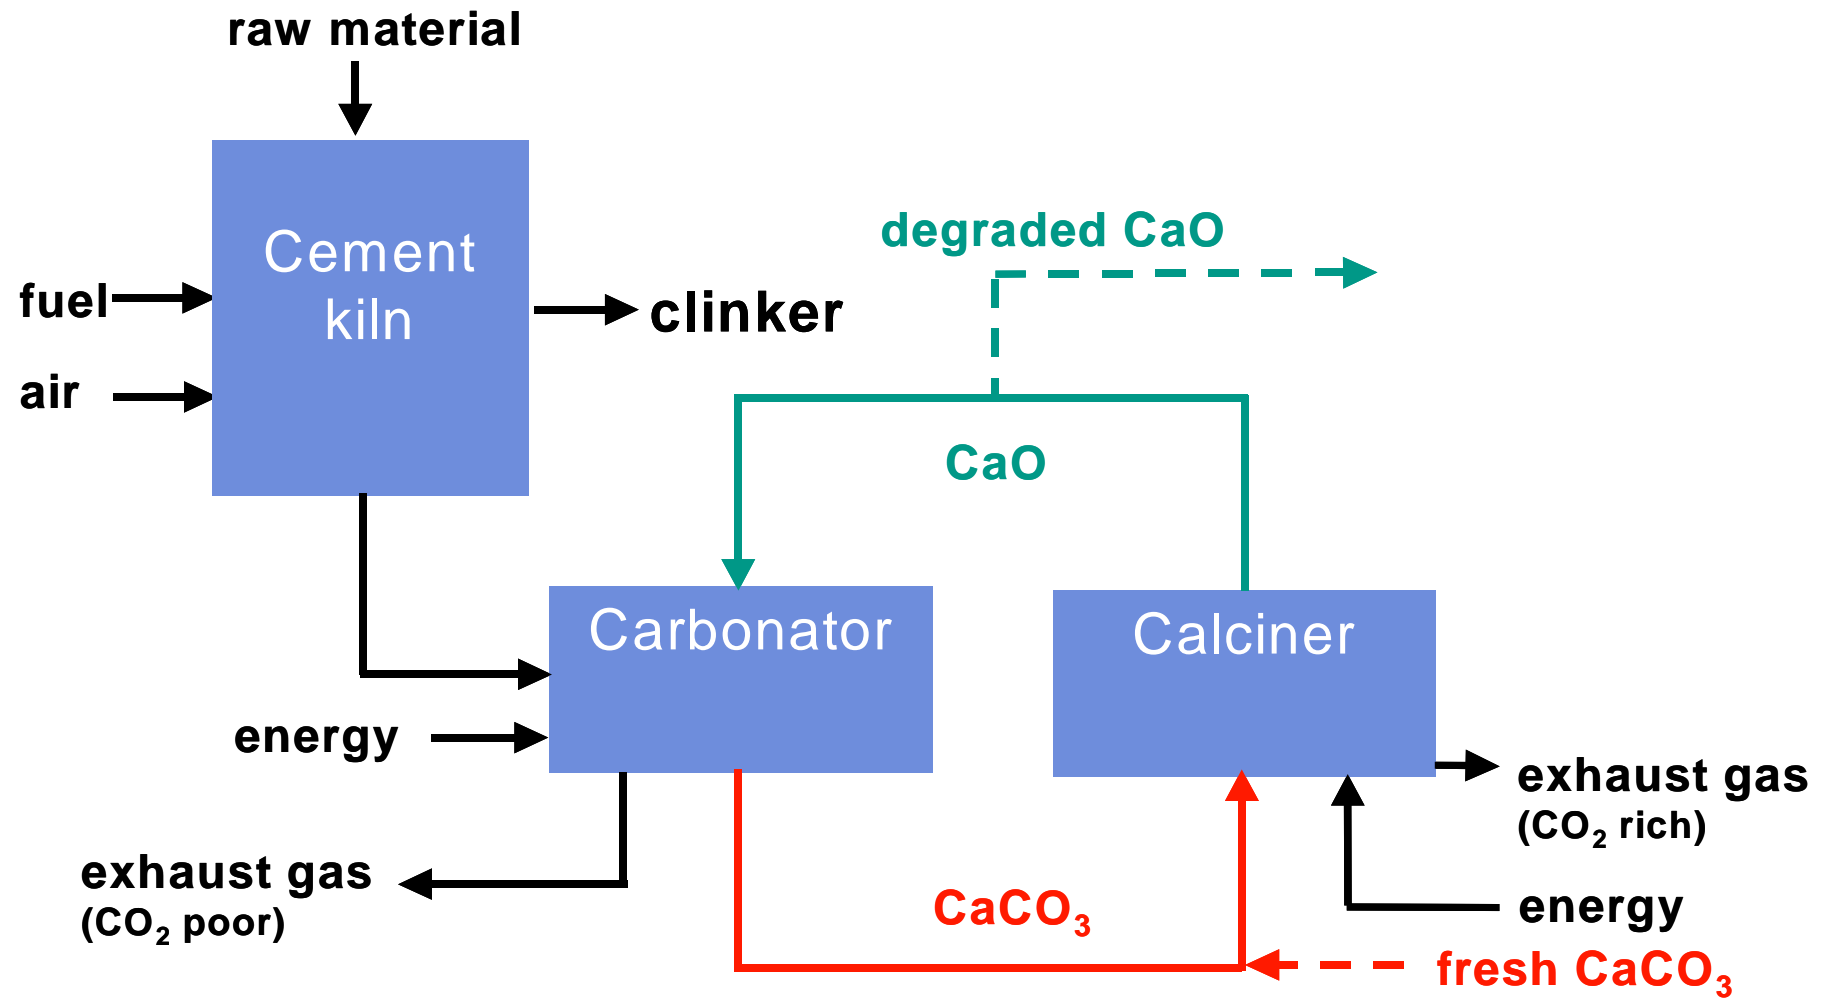 raw material
Cement
kiln
fuel
air
clinker
degraded CaO
CaO
Carbonator
Calciner
energy
exhaust gas
(CO₂ poor)
CaCO₃
exhaust gas
(CO₂ rich)
energy
fresh CaCO₃